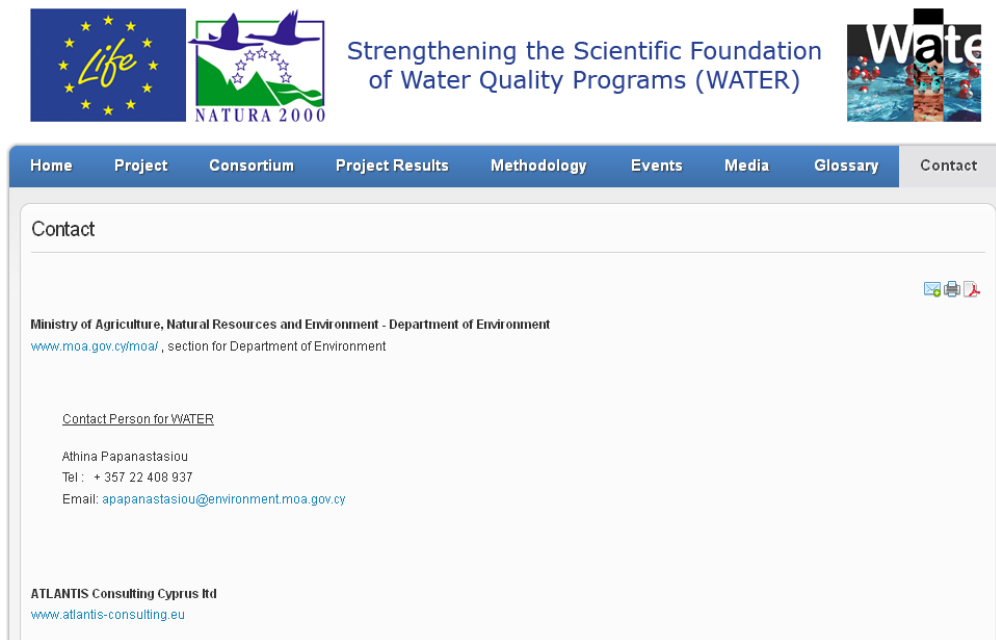 Life
NATURA 2000
Strengthening the Scientific Foundation
of Water Quality Programs (WATER)
Wate
Home Project Consortium Project Results Methodology Events Media Glossary Contact
Contact
Ministry of Agriculture, Natural Resources and Environment - Department of Environment
www.moa.gov.cy/moa/ , section for Department of Environment
Contact Person for WATER
Athina Papanastasiou
Tel : + 357 22 408 937
Email: apapanastasiou@environment.moa.gov.cy
ATLANTIS Consulting Cyprus ltd
www.atlantis-consulting.eu